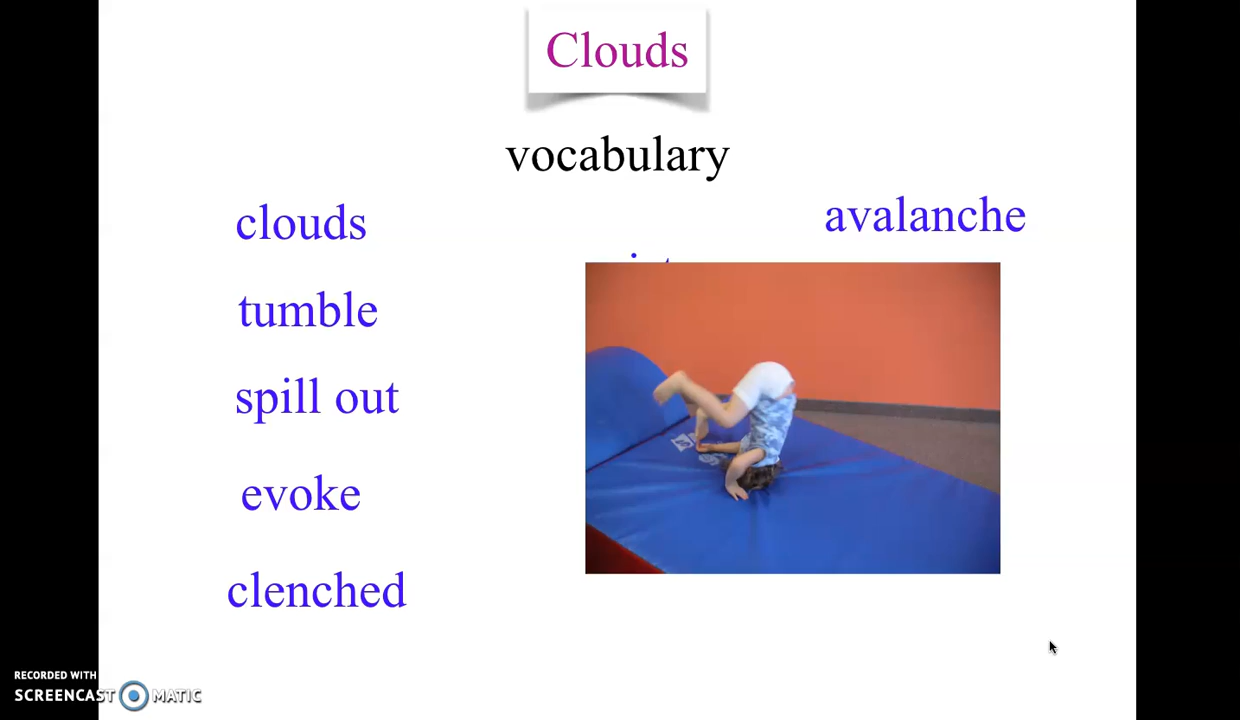 Clouds
vocabulary
clouds
avalanche
tumble
spill out
evoke
clenched
RECORDED WITH
SCREENCAST MATIC